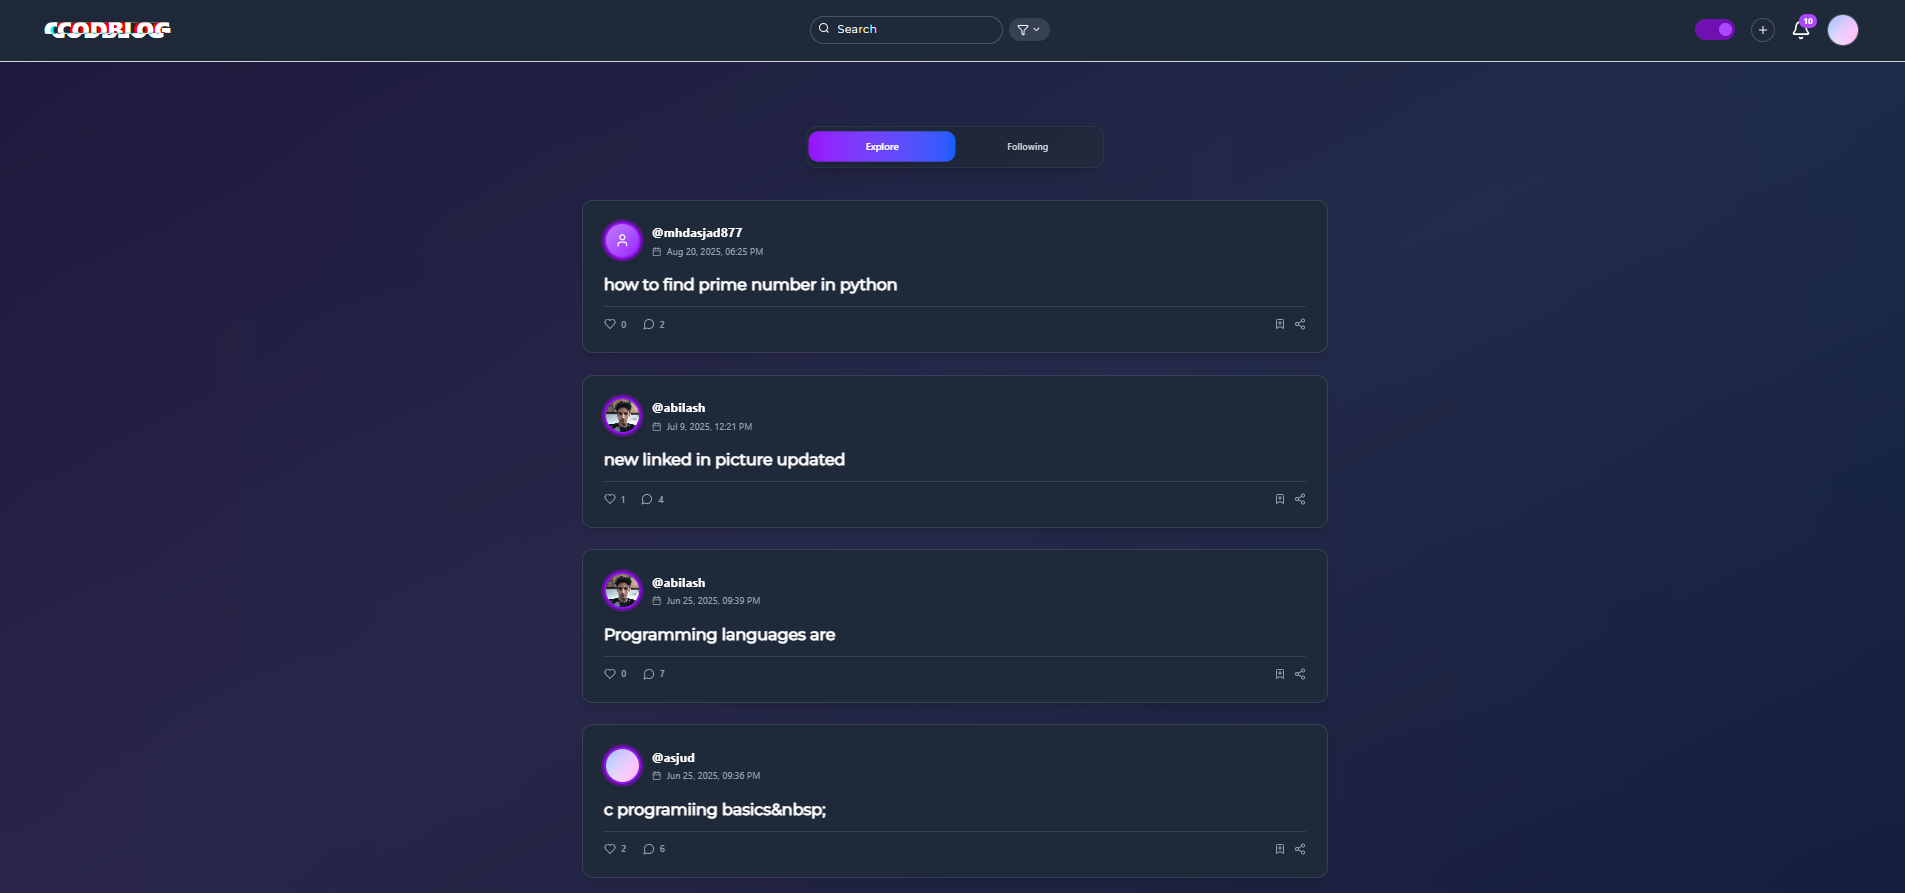 CODBLOG
Search
10
Explore
Following
@mhdasjad877
Aug 20, 2025, 06:25 PM
how to find prime number in python
0 2
@abilash
Jul 9, 2025, 12:21 PM
new linked in picture updated
1 4
@abilash
Jun 25, 2025, 09:39 PM
Programming languages are
0 7
@asjud
Jun 25, 2025, 09:36 PM
c programiing basics&nbsp;
2 6